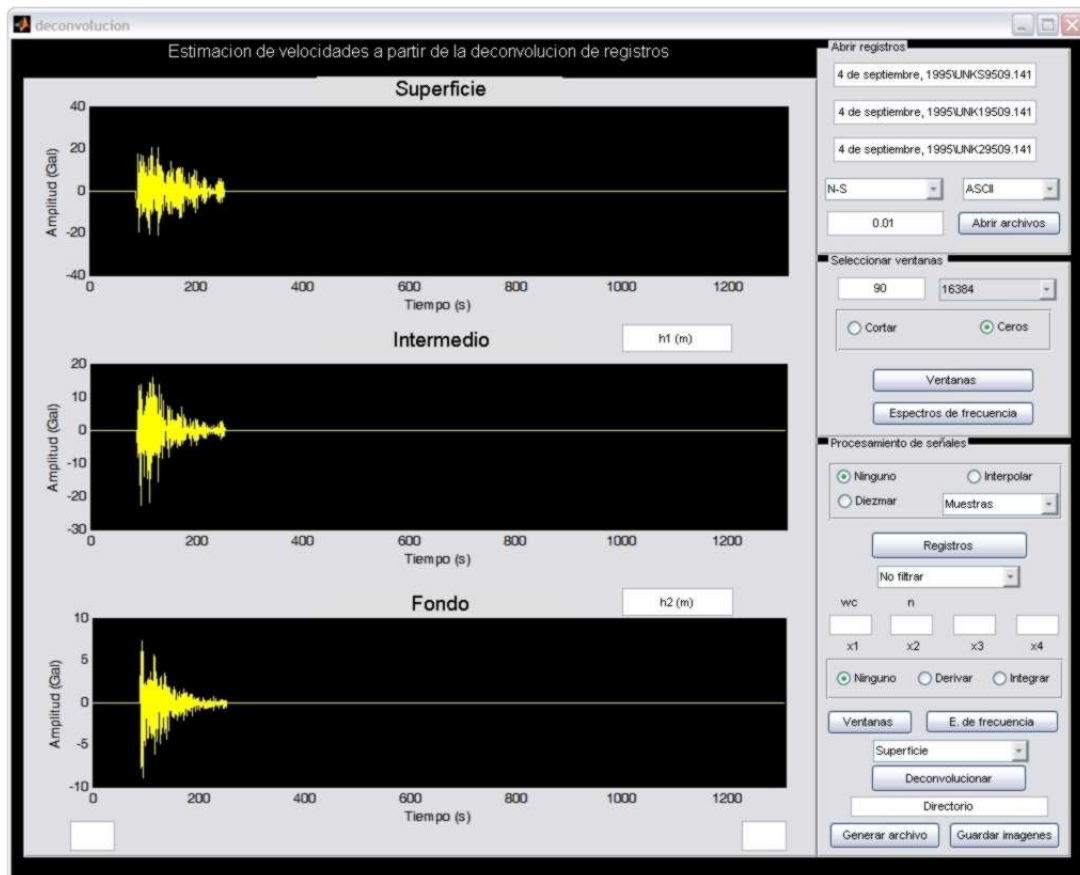 deconvolucion
Estimacion de velocidades a partir de la deconvolucion de registros
Superficie
Amplitud (Gal)
40
20
0
-20
-40
0 200 400 600 800 1000 1200
Tiempo (s)
Intermedio
h1 (m)
Amplitud (Gal)
20
10
0
-10
-20
-30
0 200 400 600 800 1000 1200
Tiempo (s)
Fondo
h2 (m)
Amplitud (Gal)
10
5
0
-5
-10
0 200 400 600 800 1000 1200
Tiempo (s)
Abrir registros
4 de septiembre, 1995\UNKS9509.141
4 de septiembre, 1995\UNK19509.141
4 de septiembre, 1995\UNK29509.141
N-S ASCII
0.01 Abrir archivos
Seleccionar ventanas
90 16384
Cortar Ceros
Ventanas
Espectros de frecuencia
Procesamiento de señales
Ninguno Interpolar
Diezmar Muestras
Registros
No filtrar
wc n
x1 x2 x3 x4
Ninguno Derivar Integrar
Ventanas E. de frecuencia
Superficie
Deconvolucionar
Directorio
Generar archivo Guardar imagenes